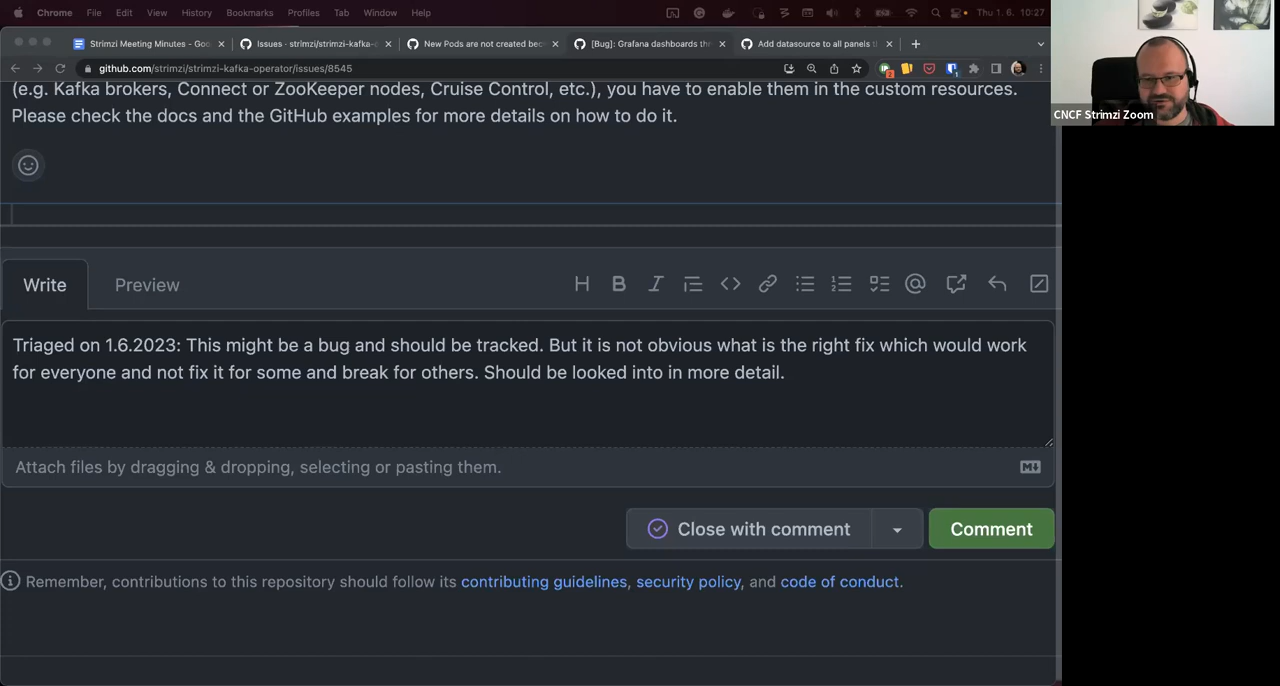 Chrome File Edit View History Bookmarks Profiles Tab Window Help Thu 1. 6. 10:27
Strimzi Meeting Minutes - Goo
Issues · strimzi/strimzi-kafka-o
New Pods are not created bec
[Bug]: Grafana dashboards thr
Add datasource to all panels t
github.com/strimzi/strimzi-kafka-operator/issues/8545
CNCF Strimzi Zoom
(e.g. Kafka brokers, Connect or ZooKeeper nodes, Cruise Control, etc.), you have to enable them in the custom resources.
Please check the docs and the GitHub examples for more details on how to do it.
Write Preview
Triaged on 1.6.2023: This might be a bug and should be tracked. But it is not obvious what is the right fix which would work
for everyone and not fix it for some and break for others. Should be looked into in more detail.
Attach files by dragging & dropping, selecting or pasting them.
Close with comment Comment
Remember, contributions to this repository should follow its contributing guidelines, security policy, and code of conduct.